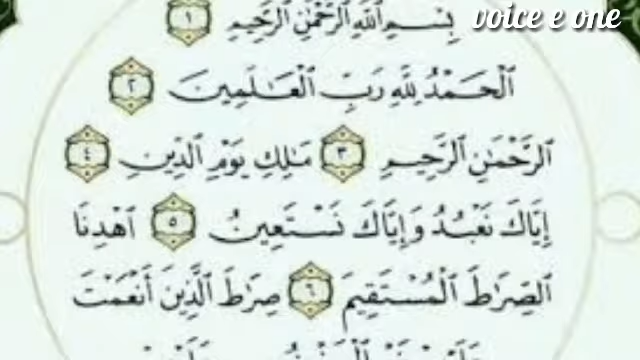 voice e one
بِسْمِ ٱللَّهِ ٱلرَّحْمَٰنِ ٱلرَّحِيمِ ١
ٱلْحَمْدُ لِلَّهِ رَبِّ ٱلْعَٰلَمِينَ ٢
ٱلرَّحْمَٰنِ ٱلرَّحِيمِ ٣ مَٰلِكِ يَوْمِ ٱلدِّينِ ٤
إِيَّاكَ نَعْبُدُ وَإِيَّاكَ نَسْتَعِينُ ٥ ٱهْدِنَا
ٱلصِّرَٰطَ ٱلْمُسْتَقِيمَ ٦ صِرَٰطَ ٱلَّذِينَ أَنْعَمْتَ